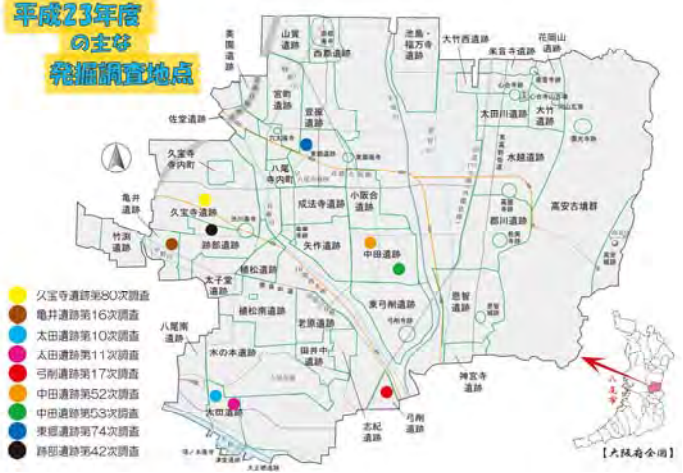 平成23年度
の主な
発掘調査地点
美園
遺跡
山賀
遺跡
西郡遺跡
池島・
福万寺
遺跡
大竹西遺跡
花岡山
遺跡
楽音寺遺跡
佐堂遺跡
宮町
遺跡
萱振
遺跡
太田川遺跡
大竹
遺跡
久宝寺
寺内町
八尾
寺内町
水越遺跡
亀井
遺跡
久宝寺遺跡
成法寺遺跡
小阪合
遺跡
高安古墳群
郡川遺跡
竹渕
遺跡
跡部遺跡
矢作遺跡
中田遺跡
植松遺跡
太子堂
遺跡
東弓削遺跡
恩智
遺跡
植松南遺跡
老原遺跡
弓削寺跡
八尾南
遺跡
木の本遺跡
田井中
遺跡
神宮寺
遺跡
太田遺跡
志紀
遺跡
弓削
遺跡
久宝寺遺跡第80次調査
亀井遺跡第16次調査
太田遺跡第10次調査
太田遺跡第11次調査
弓削遺跡第17次調査
中田遺跡第52次調査
中田遺跡第53次調査
東郷遺跡第74次調査
跡部遺跡第42次調査
八尾市
【大阪府全図】